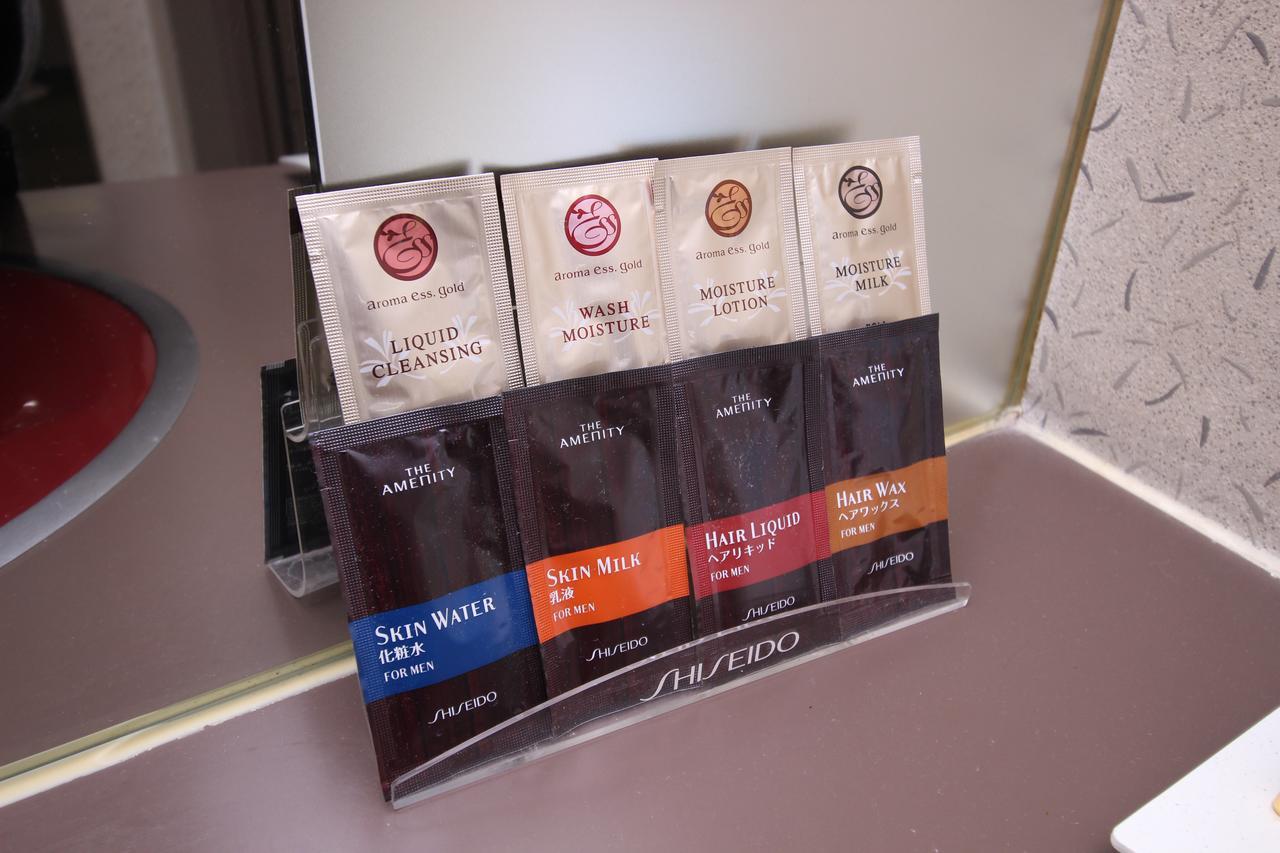 aroma ess. gold
LIQUID
CLEANSING
aroma ess. gold
WASH
MOISTURE
aroma ess. gold
MOISTURE
LOTION
aroma ess. gold
MOISTURE
MILK
THE
AMENITY
SKIN WATER
化粧水
FOR MEN
SHISEIDO
THE
AMENITY
SKIN MILK
乳液
FOR MEN
SHISEIDO
THE
AMENITY
HAIR LIQUID
ヘアリキッド
FOR MEN
SHISEIDO
THE
AMENITY
HAIR WAX
ヘアワックス
FOR MEN
SHISEIDO
SHISEIDO